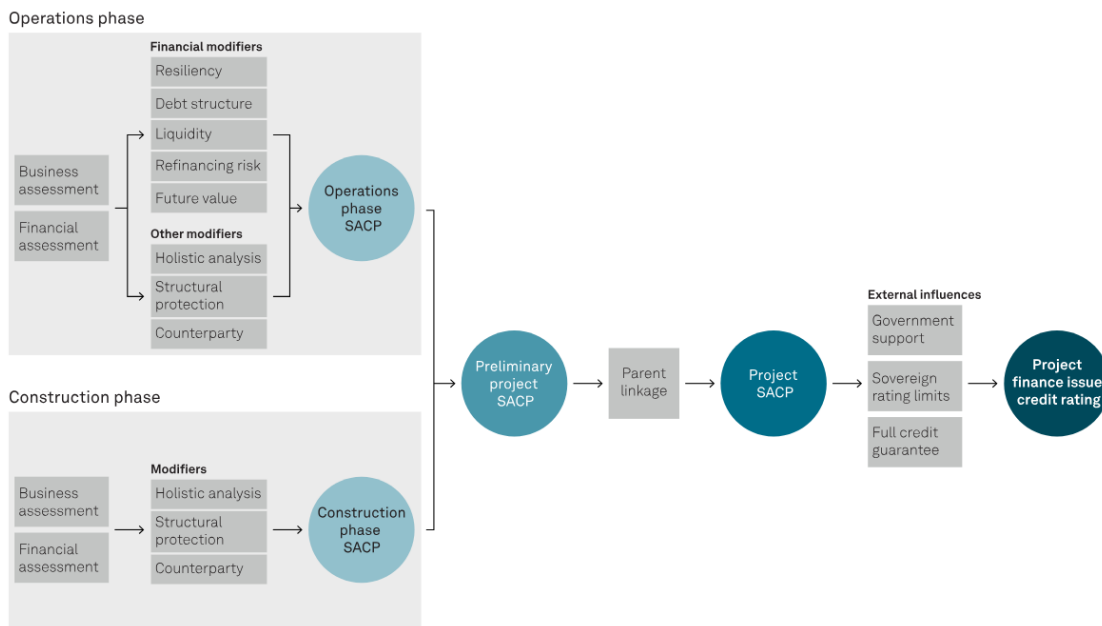 Operations phase
Financial modifiers
Resiliency
Debt structure
Liquidity
Refinancing risk
Future value
Business
assessment
Financial
assessment
Other modifiers
Holistic analysis
Structural
protection
Counterparty
Operations
phase
SACP
Construction phase
Business
assessment
Financial
assessment
Modifiers
Holistic analysis
Structural
protection
Counterparty
Construction
phase
SACP
Preliminary
project
SACP
Parent
linkage
Project
SACP
External influences
Government
support
Sovereign
rating limits
Full credit
guarantee
Project
finance issue
credit rating